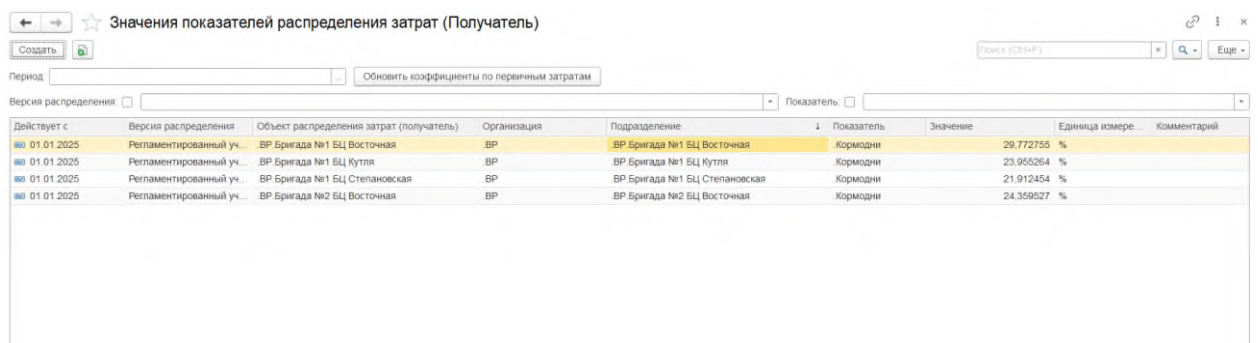 Значения показателей распределения затрат (Получатель)
Создать Поиск (Ctrl+F) × Еще
Период: ... Обновить коэффициенты по первичным затратам
Версия распределения: Показатель:
Действует с Версия распределения Объект распределения затрат (получатель) Организация Подразделение ↓ Показатель Значение Единица измере... Комментарий
01.01.2025 Регламентированный уч... .ВР.Бригада №1 БЦ Восточная .ВР .ВР.Бригада №1 БЦ Восточная .Кормодни 29,772755 %
01.01.2025 Регламентированный уч... .ВР.Бригада №1 БЦ Кутля .ВР .ВР.Бригада №1 БЦ Кутля .Кормодни 23,955264 %
01.01.2025 Регламентированный уч... .ВР.Бригада №1 БЦ Степановская .ВР .ВР.Бригада №1 БЦ Степановская .Кормодни 21,912454 %
01.01.2025 Регламентированный уч... .ВР.Бригада №2 БЦ Восточная .ВР .ВР.Бригада №2 БЦ Восточная .Кормодни 24,359527 %